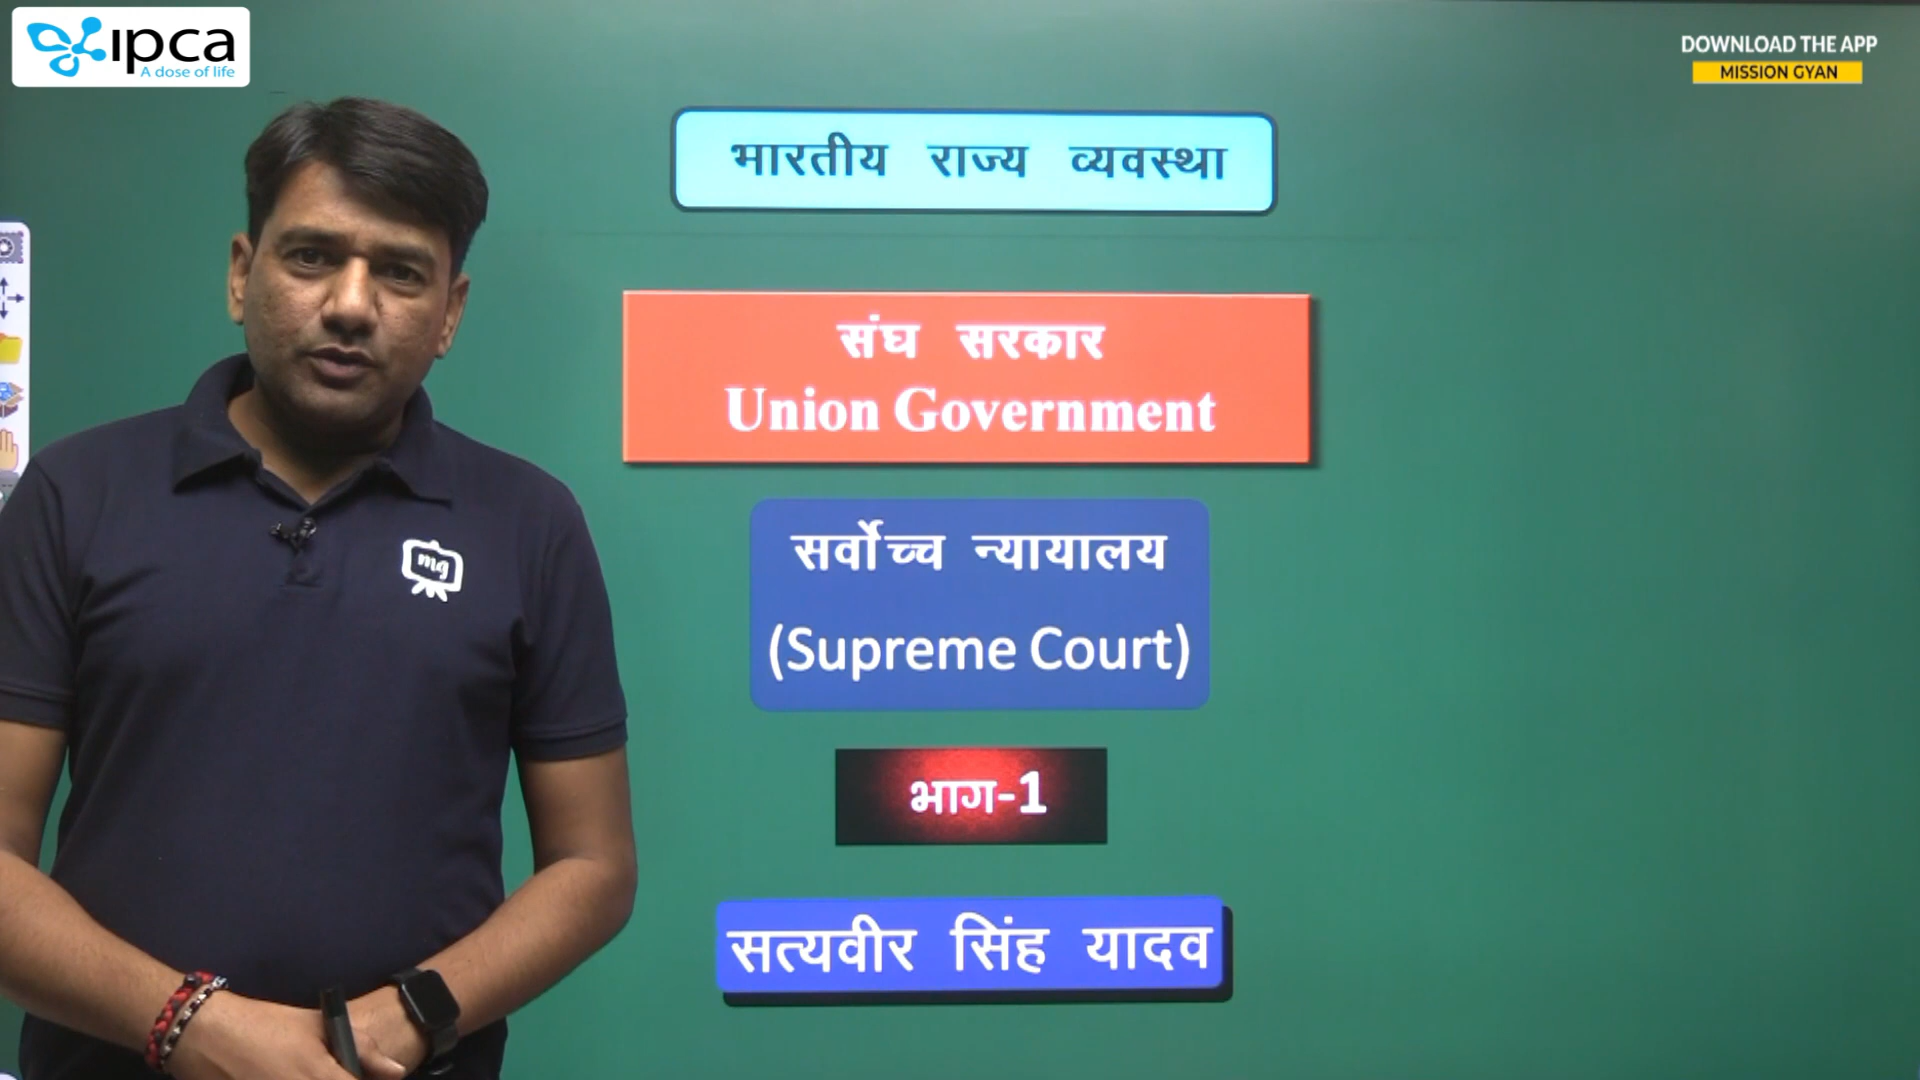 ipca
A dose of life
DOWNLOAD THE APP
MISSION GYAN
भारतीय राज्य व्यवस्था
संघ सरकार
Union Government
सर्वोच्च न्यायालय
(Supreme Court)
mg
भाग-1
सत्यवीर सिंह यादव